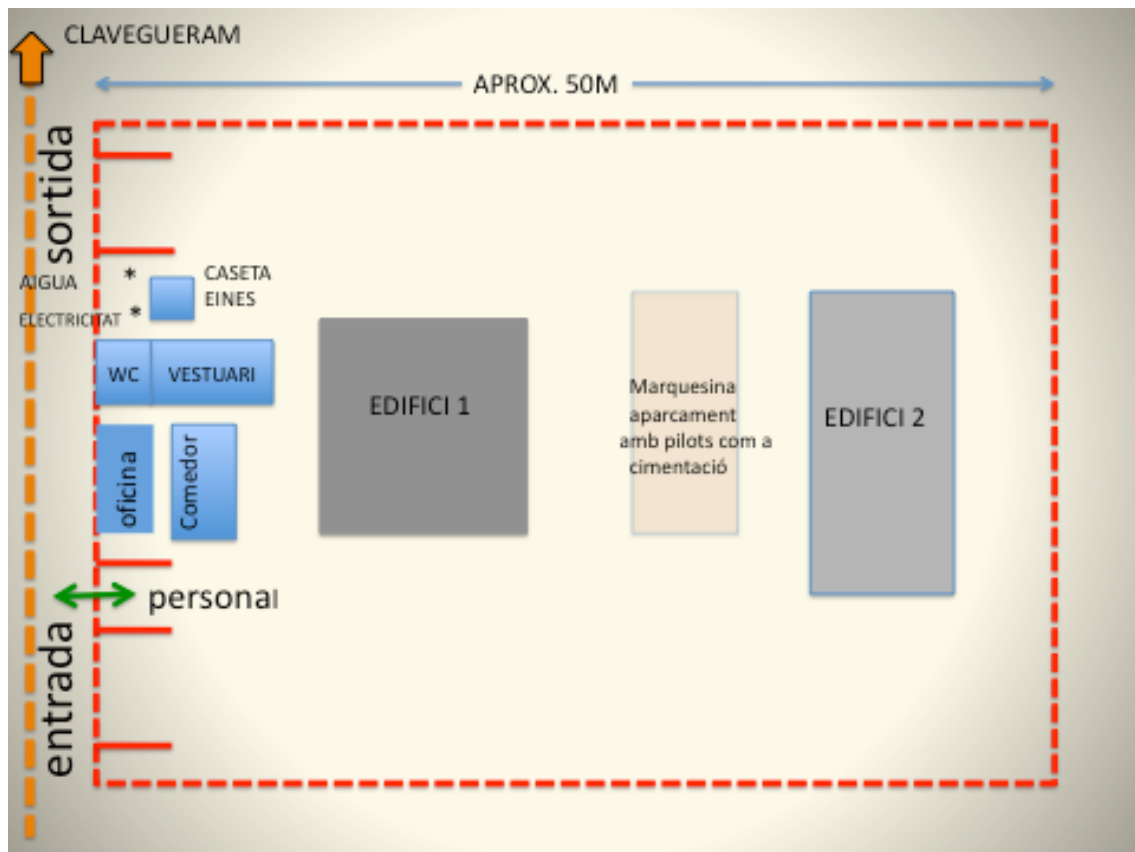 CLAVEGUERAM
APROX. 50M
sortida
AIGUA
*
CASETA
EINES
ELECTRICITAT
*
WC
VESTUARI
EDIFICI 1
Marquesina
aparcament
amb pilots com a
cimentació
EDIFICI 2
oficina
Comedor
personal
entrada